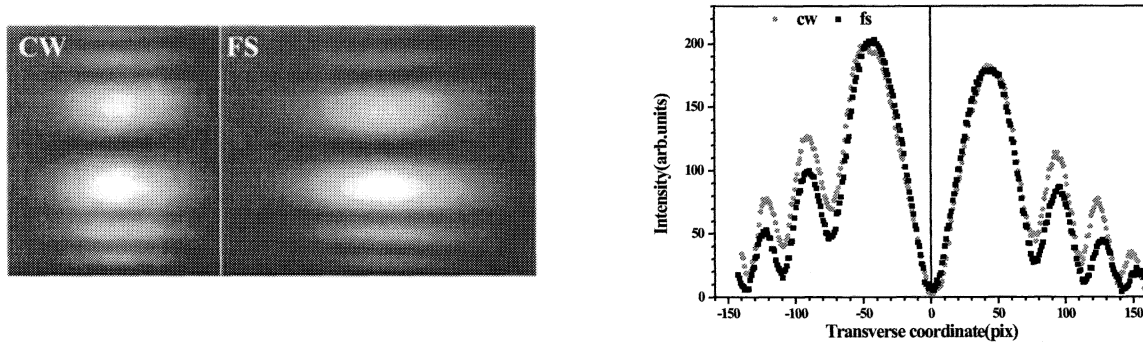 CW
FS
cw
fs
200
150
100
50
0
Intensity(arb.units)
-150
-100
-50
0
50
100
150
Transverse coordinate(pix)